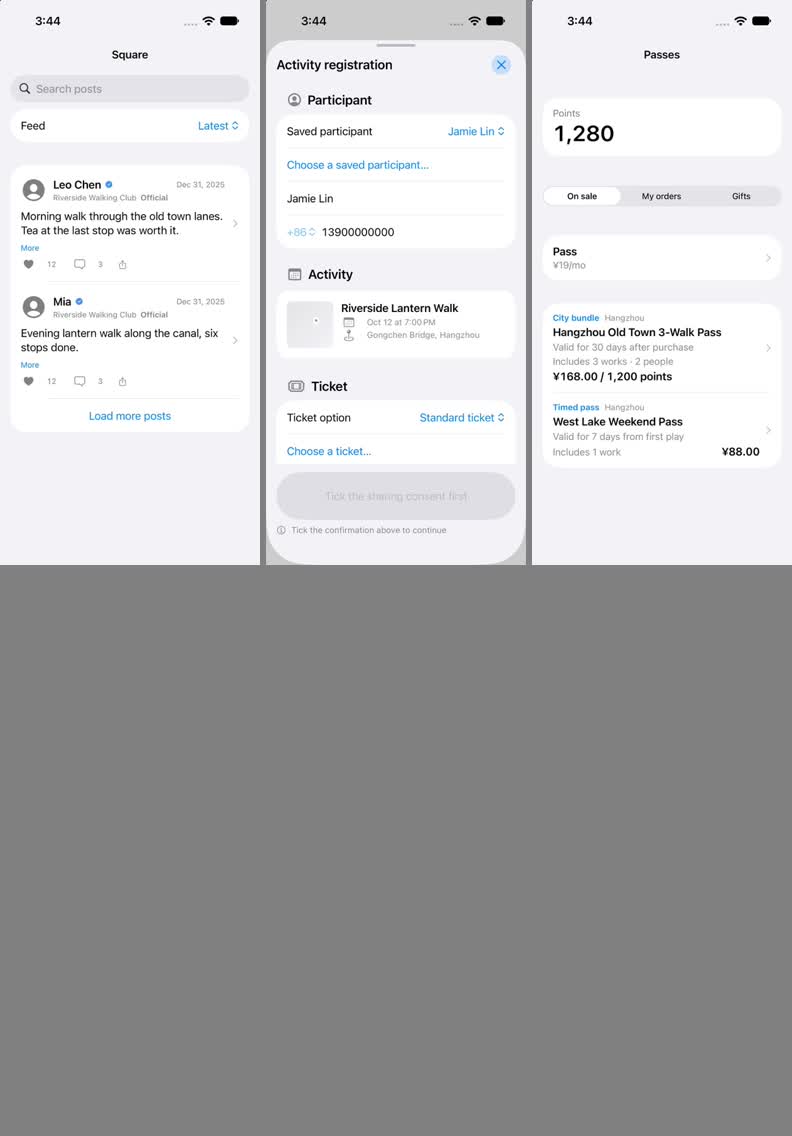 3:44
Square
Search posts
Feed
Latest
Leo Chen
Dec 31, 2025
Riverside Walking Club Official
Morning walk through the old town lanes.
Tea at the last stop was worth it.
More
12
3
Mia
Dec 31, 2025
Riverside Walking Club Official
Evening lantern walk along the canal, six
stops done.
More
12
3
Load more posts
3:44
Activity registration
Participant
Saved participant
Jamie Lin
Choose a saved participant...
Jamie Lin
+86 13900000000
Activity
Riverside Lantern Walk
Oct 12 at 7:00 PM
Gongchen Bridge, Hangzhou
Ticket
Ticket option
Standard ticket
Choose a ticket...
Tick the sharing consent first
Tick the confirmation above to continue
3:44
Passes
Points
1,280
On sale
My orders
Gifts
Pass
¥19/mo
City bundle Hangzhou
Hangzhou Old Town 3-Walk Pass
Valid for 30 days after purchase
Includes 3 works · 2 people
¥168.00 / 1,200 points
Timed pass Hangzhou
West Lake Weekend Pass
Valid for 7 days from first play
Includes 1 work
¥88.00